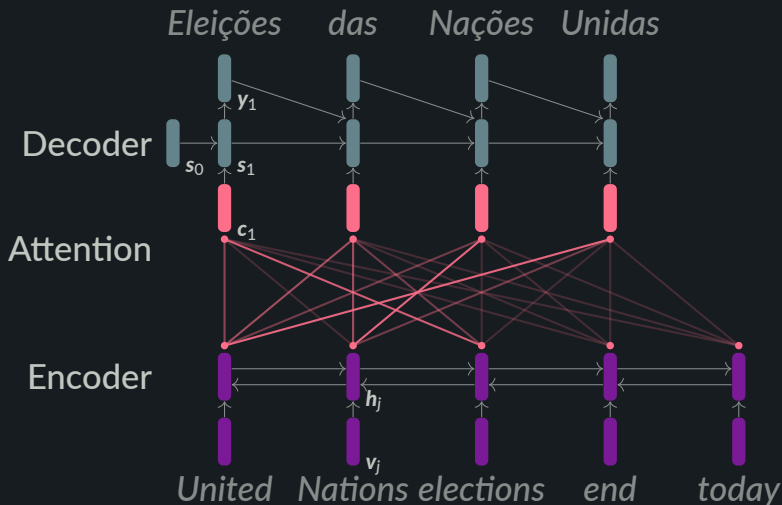 Eleições das Nações Unidas
y1
Decoder
s0 s1
c1
Attention
Encoder
hj
vj
United Nations elections end today